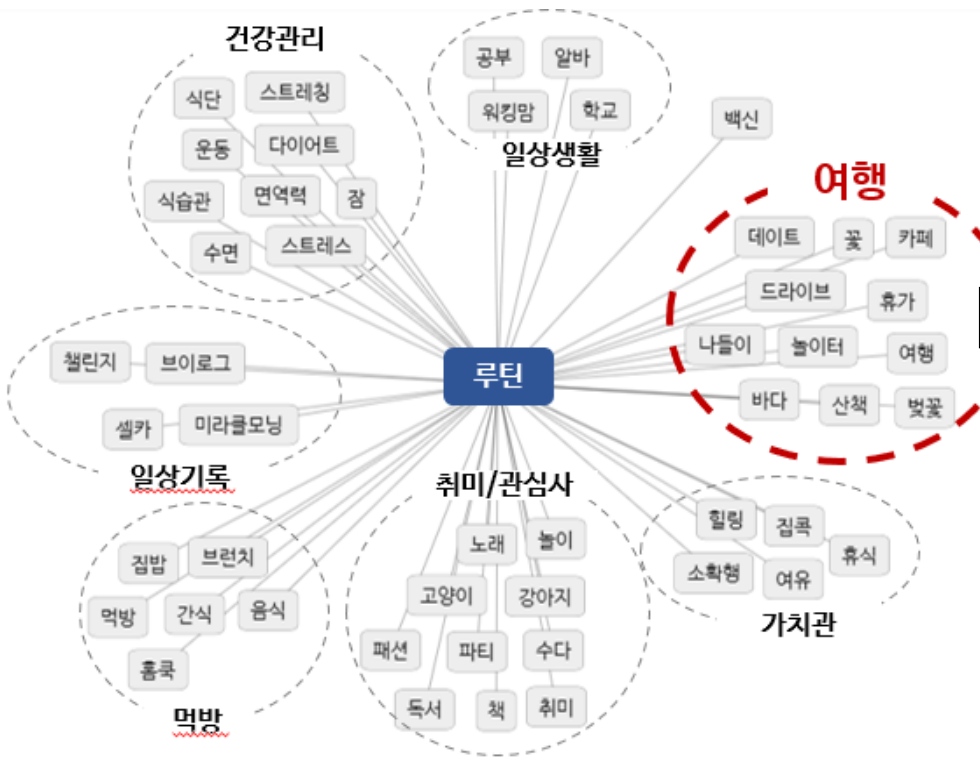 건강관리
식단
스트레칭
운동
다이어트
식습관
면역력
잠
수면
스트레스
공부
알바
워킹맘
학교
일상생활
백신
여행
데이트
꽃
카페
드라이브
휴가
나들이
놀이터
여행
바다
산책
벚꽃
루틴
챌린지
브이로그
셀카
미라클모닝
일상기록
집밥
브런치
먹방
간식
음식
홈쿡
먹방
취미/관심사
노래
놀이
고양이
강아지
패션
파티
수다
독서
책
취미
힐링
집콕
소확행
여유
휴식
가치관